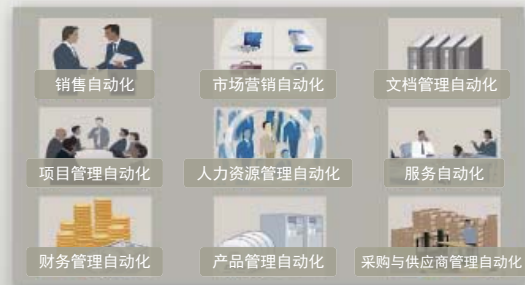 销售自动化
市场营销自动化
文档管理自动化
项目管理自动化
人力资源管理自动化
服务自动化
财务管理自动化
产品管理自动化
采购与供应商管理自动化